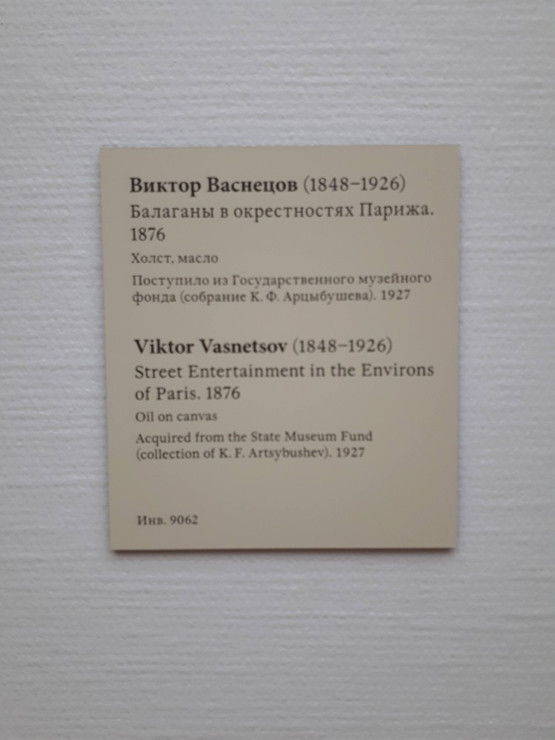 Виктор Васнецов (1848–1926)
Балаганы в окрестностях Парижа.
1876
Холст, масло
Поступило из Государственного музейного
фонда (собрание К. Ф. Арцыбушева). 1927
Viktor Vasnetsov (1848–1926)
Street Entertainment in the Environs
of Paris. 1876
Oil on canvas
Acquired from the State Museum Fund
(collection of K. F. Artsybushev). 1927
Инв. 9062